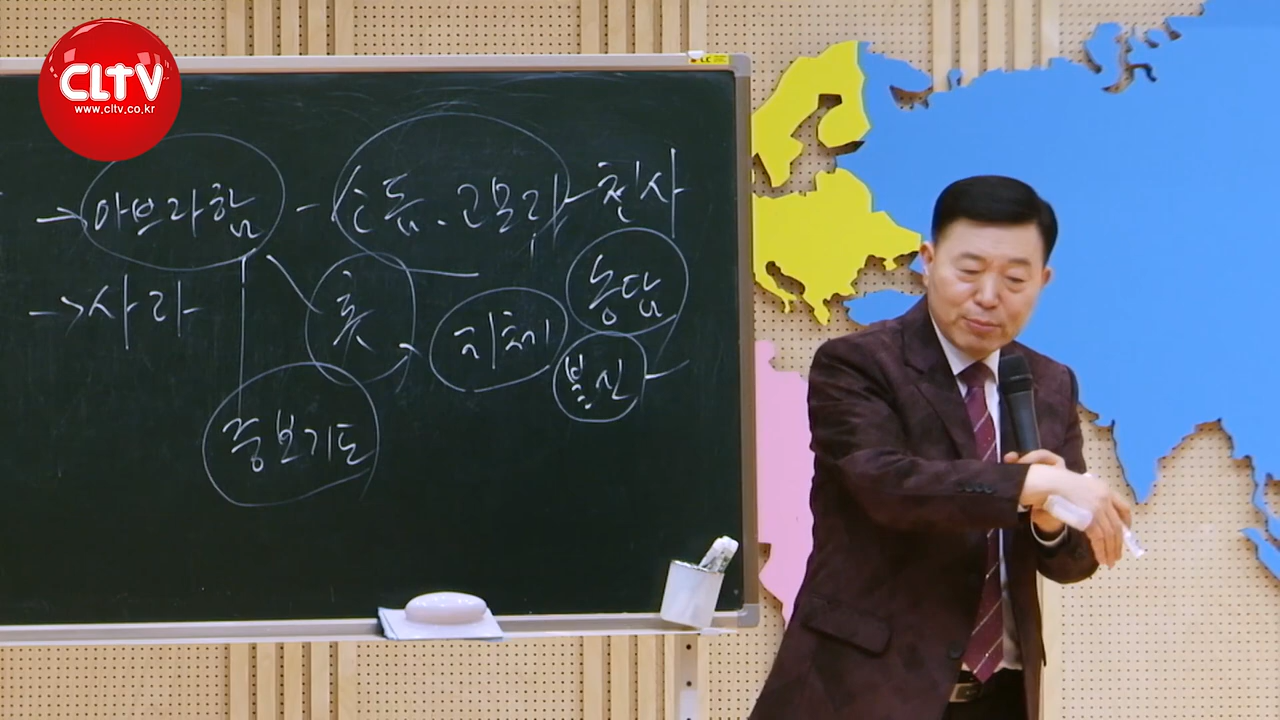 CLTV
www.cltv.co.kr
→아브라함 - 소돔.고모라 - 천사
→사라
롯
지체
농담
불신
중보기도